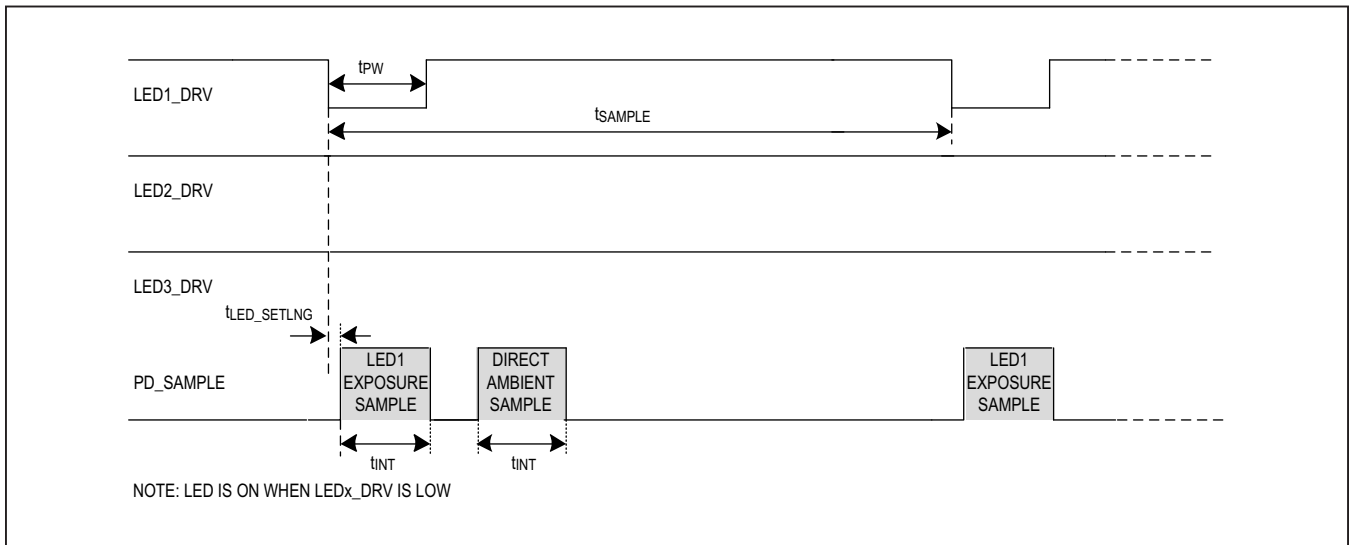 tPW
LED1_DRV
tSAMPLE
LED2_DRV
LED3_DRV
tLED_SETLNG
PD_SAMPLE
LED1
EXPOSURE
SAMPLE
DIRECT
AMBIENT
SAMPLE
LED1
EXPOSURE
SAMPLE
tINT
tINT
NOTE: LED IS ON WHEN LEDx_DRV IS LOW